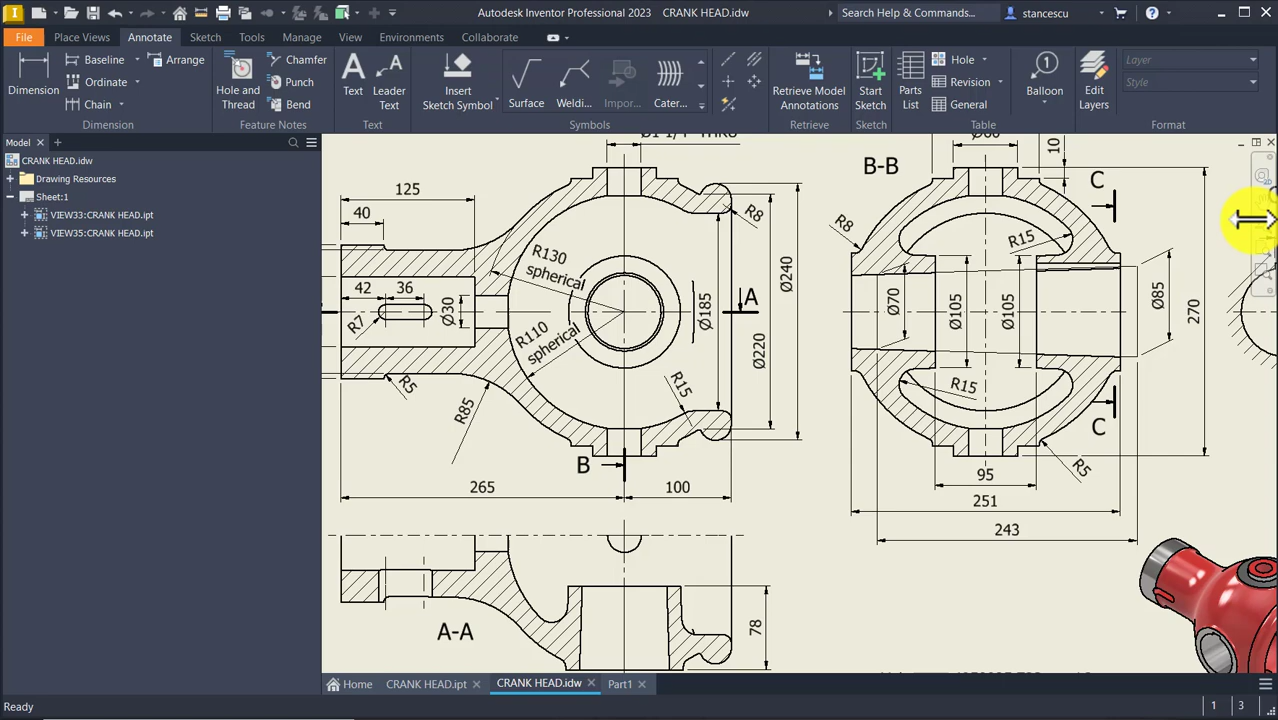 Autodesk Inventor Professional 2023 CRANK HEAD.idw
Search Help & Commands...
stancescu
File
Place Views
Annotate
Sketch
Tools
Manage
View
Environments
Collaborate
Dimension
Baseline
Ordinate
Chain
Arrange
Dimension
Hole and
Thread
Chamfer
Punch
Bend
Feature Notes
Text
Leader
Text
Text
Insert
Sketch Symbol
Surface
Weldi...
Impor...
Cater...
Symbols
Retrieve Model
Annotations
Retrieve
Start
Sketch
Sketch
Parts
List
Hole
Revision
General
Table
Balloon
Edit
Layers
Layer
Style
Format
Model
CRANK HEAD.idw
Drawing Resources
Sheet:1
VIEW33:CRANK HEAD.ipt
VIEW35:CRANK HEAD.ipt
125
40
42
36
R7
Ø30
R5
R85
R130
spherical
R110
spherical
R8
R15
Ø185
A
Ø220
Ø240
B
265
100
A-A
78
B-B
10
C
R8
R15
Ø70
Ø105
Ø105
Ø85
270
R15
C
R5
95
251
243
Home
CRANK HEAD.ipt
CRANK HEAD.idw
Part1
Ready
1
3